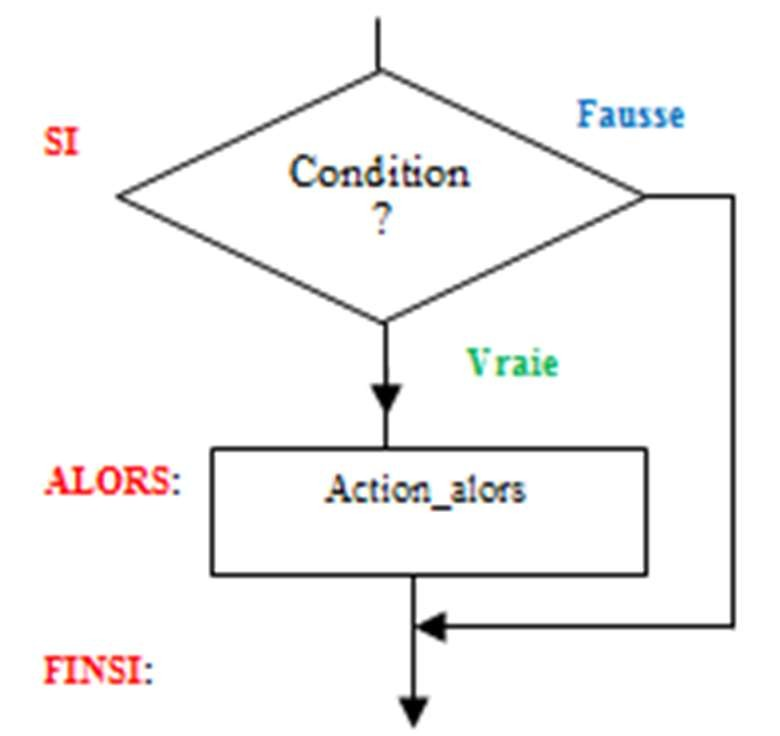 Fausse
SI
Condition
?
Vraie
ALORS:
Action_alors
FINSI: